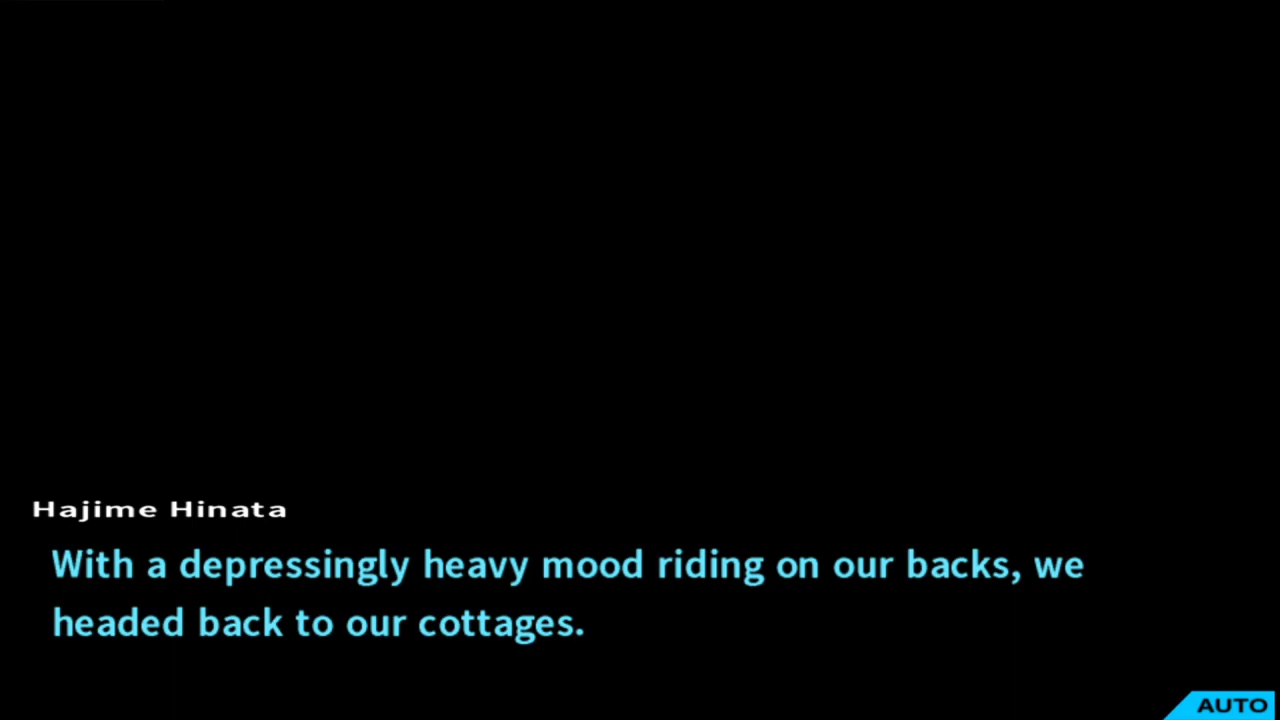 Hajime Hinata
With a depressingly heavy mood riding on our backs, we
headed back to our cottages.
AUTO